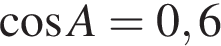 cos A = 0,6